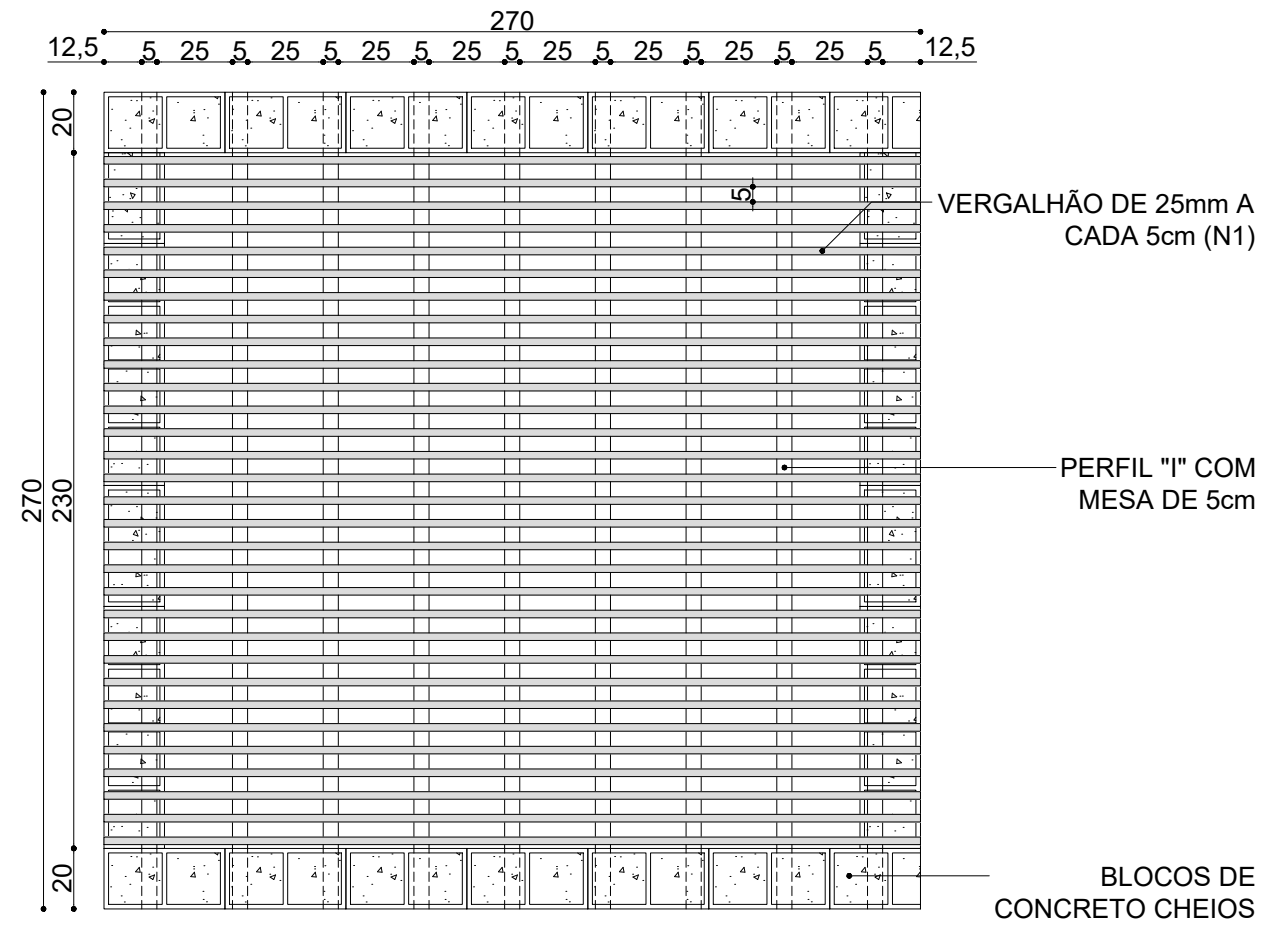 270
12,5 5 25 5 25 5 25 5 25 5 25 5 25 5 25 5 25 5 12,5
20
5
VERGALHÃO DE 25mm A
CADA 5cm (N1)
270
230
PERFIL "I" COM
MESA DE 5cm
20
BLOCOS DE
CONCRETO CHEIOS